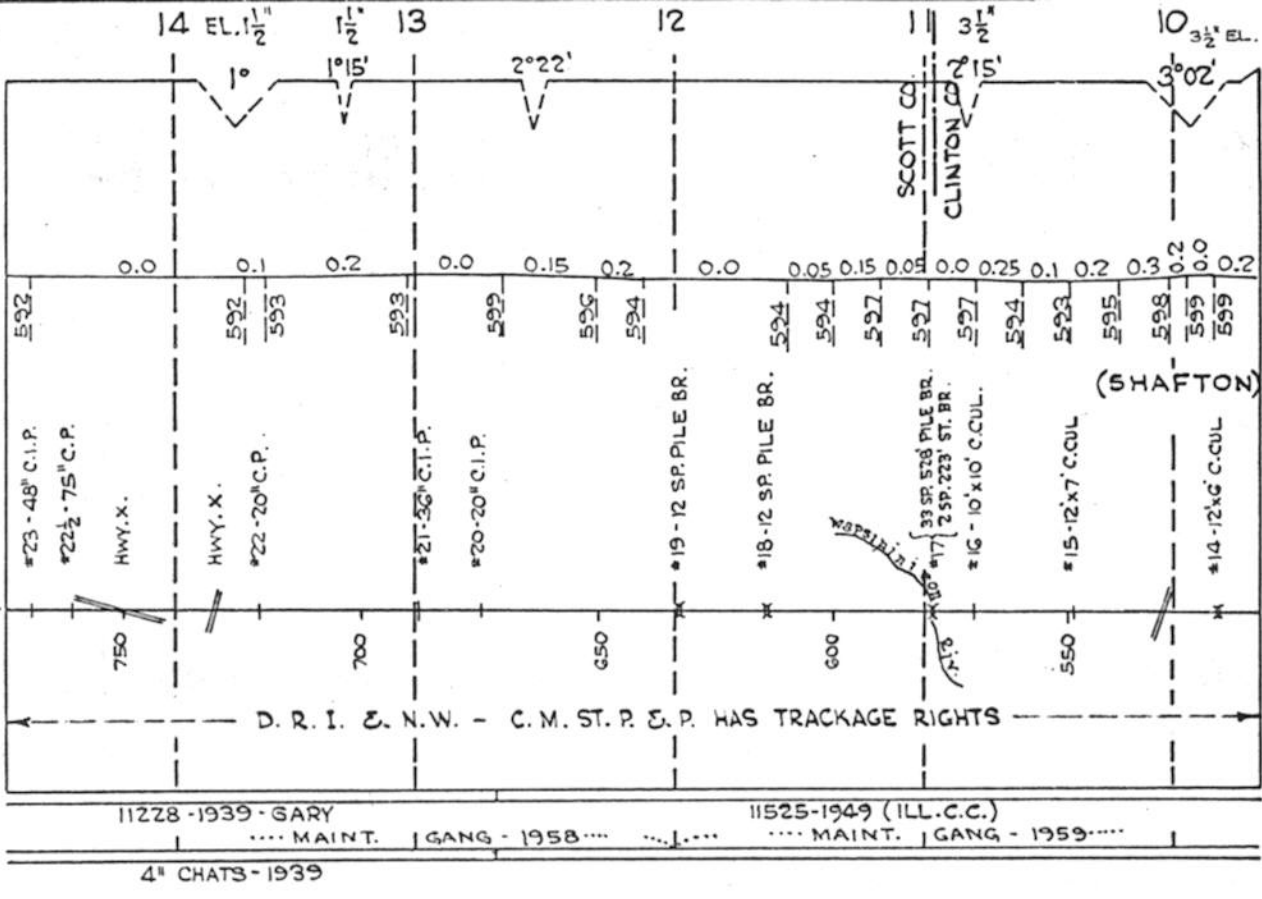 14 EL.1½" 1½" 13 12 11 3½" 10 3½" EL.
1° 1°15' 2°22' 2°15' 3°02'
SCOTT CO.
CLINTON CO.
0.0 0.1 0.2 0.0 0.15 0.2 0.0 0.05 0.15 0.05 0.0 0.25 0.1 0.2 0.3 0.2 0.0 0.2
592 592 593 593 599 596 594 594 594 597 597 597 594 593 595 598 599 599
(SHAFTON)
#23 - 48" C.I.P.
#22½ - 75" C.P.
HWY. X.
HWY. X.
#22 - 20" C.P.
#21 - 36" C.I.P.
#20 - 20" C.I.P.
#19 - 12 SP. PILE BR.
#18 - 12 SP. PILE BR.
#17 { 33 SP. 528' PILE BR.
2 SP. 223' ST. BR.
#16 - 10'x10' C.CUL.
#15 - 12'x7' C.CUL
#14 - 12'x6' C.CUL
Wapsipini
Riv.
750 700 650 600 550
D. R. I. & N. W. - C. M. ST. P. & P. HAS TRACKAGE RIGHTS
11228 - 1939 - GARY 11525 - 1949 (ILL.C.C.)
.... MAINT. GANG - 1958 .... .... MAINT. GANG - 1959 .....
4" CHATS - 1939